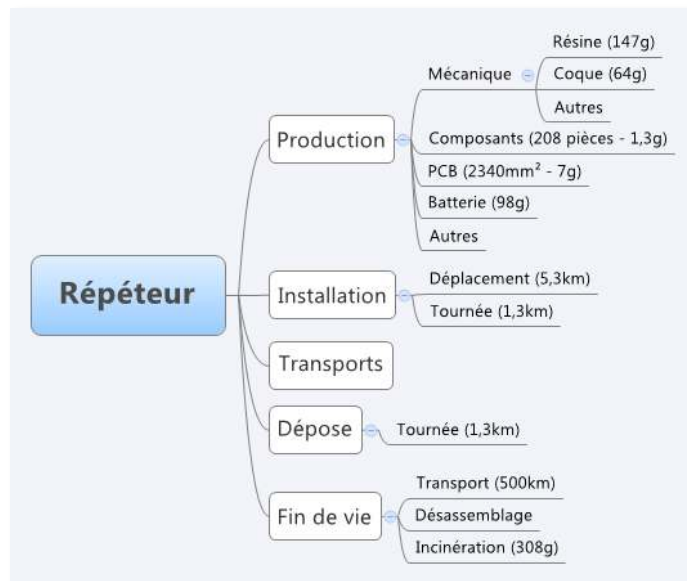 Répéteur
Production
Mécanique
Résine (147g)
Coque (64g)
Autres
Composants (208 pièces - 1,3g)
PCB (2340mm² - 7g)
Batterie (98g)
Autres
Installation
Déplacement (5,3km)
Tournée (1,3km)
Transports
Dépose
Tournée (1,3km)
Fin de vie
Transport (500km)
Désassemblage
Incinération (308g)